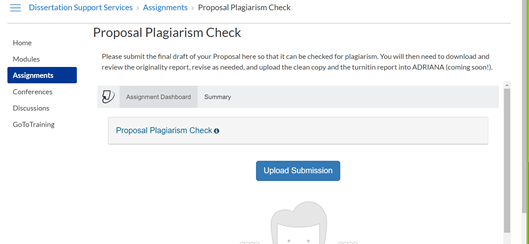 Dissertation Support Services › Assignments › Proposal Plagiarism Check
Proposal Plagiarism Check
Home
Modules
Assignments
Conferences
Discussions
GoToTraining
Please submit the final draft of your Proposal here so that it can be checked for plagiarism. You will then need to download and
review the originality report, revise as needed, and upload the clean copy and the turnitin report into ADRIANA (coming soon!).
Assignment Dashboard Summary
Proposal Plagiarism Check
Upload Submission